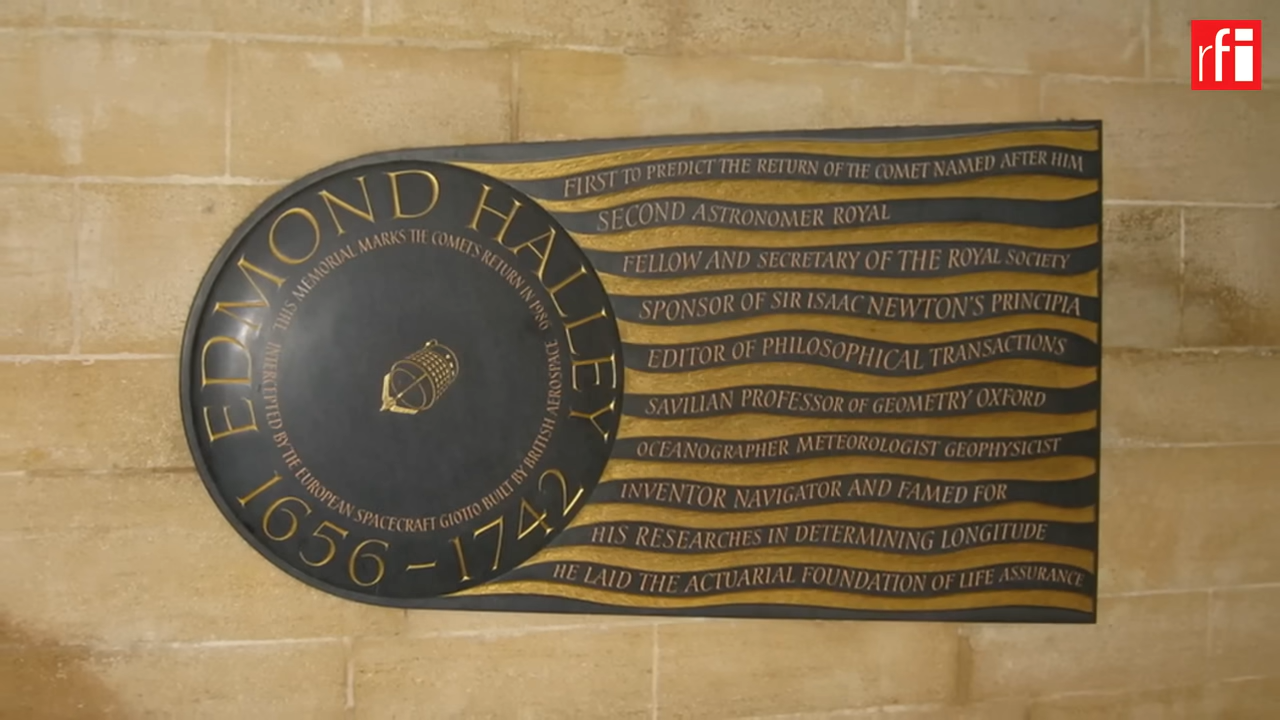 EDMOND HALLEY
1656-1742
THIS MEMORIAL MARKS THE COMET'S RETURN IN 1986
INTERCEPTED BY THE EUROPEAN SPACECRAFT GIOTTO BUILT BY BRITISH AEROSPACE
FIRST TO PREDICT THE RETURN OF THE COMET NAMED AFTER HIM
SECOND ASTRONOMER ROYAL
FELLOW AND SECRETARY OF THE ROYAL SOCIETY
SPONSOR OF SIR ISAAC NEWTON'S PRINCIPIA
EDITOR OF PHILOSOPHICAL TRANSACTIONS
SAVILIAN PROFESSOR OF GEOMETRY OXFORD
OCEANOGRAPHER METEOROLOGIST GEOPHYSICIST
INVENTOR NAVIGATOR AND FAMED FOR
HIS RESEARCHES IN DETERMINING LONGITUDE
HE LAID THE ACTUARIAL FOUNDATION OF LIFE ASSURANCE
rfi